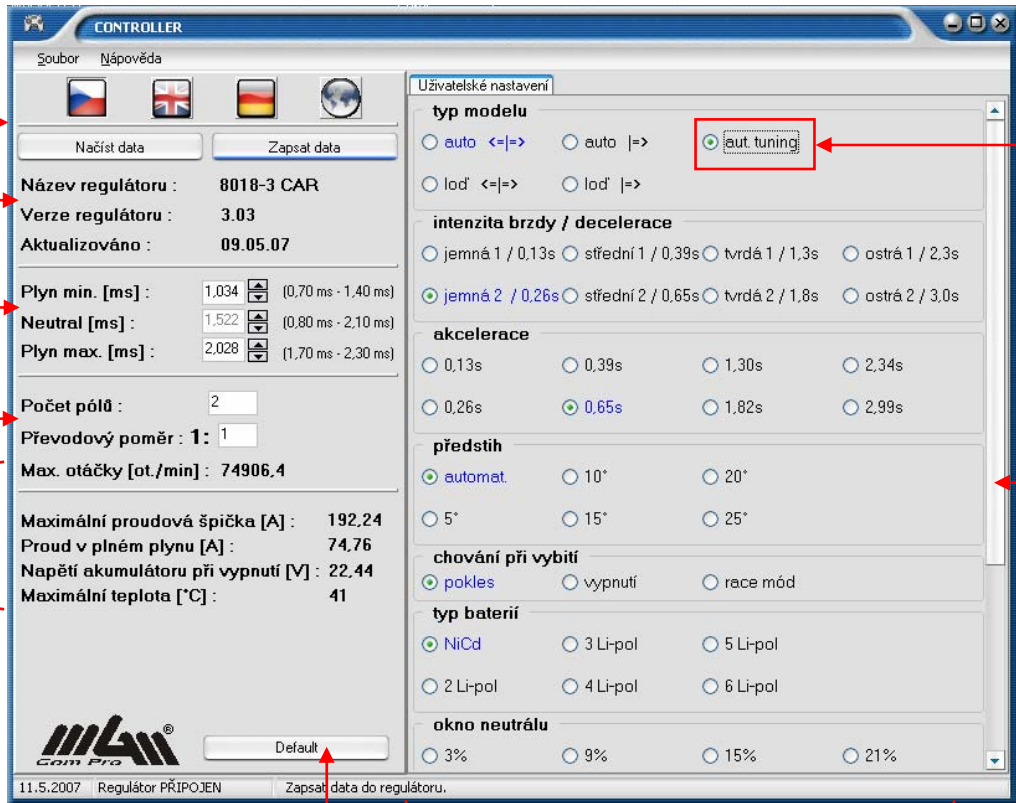 CONTROLLER
Soubor Nápověda
Načíst data Zapsat data
Název regulátoru : 8018-3 CAR
Verze regulátoru : 3.03
Aktualizováno : 09.05.07
Plyn min. [ms] : 1,034 (0,70 ms - 1,40 ms)
Neutral [ms] : 1,522 (0,80 ms - 2,10 ms)
Plyn max. [ms] : 2,028 (1,70 ms - 2,30 ms)
Počet pólů : 2
Převodový poměr : 1: 1
Max. otáčky [ot./min] : 74906,4
Maximální proudová špička [A] : 192,24
Proud v plném plynu [A] : 74,76
Napětí akumulátoru při vypnutí [V] : 22,44
Maximální teplota [°C] : 41
mgm®
Com Pro
Default
Uživatelské nastavení
typ modelu
auto <=|=> auto |=> aut. tuning
loď <=|=> loď |=>
intenzita brzdy / decelerace
jemná 1 / 0,13s střední 1 / 0,39s tvrdá 1 / 1,3s ostrá 1 / 2,3s
jemná 2 / 0,26s střední 2 / 0,65s tvrdá 2 / 1,8s ostrá 2 / 3,0s
akcelerace
0,13s 0,39s 1,30s 2,34s
0,26s 0,65s 1,82s 2,99s
předstih
automat. 10° 20°
5° 15° 25°
chování při vybití
pokles vypnutí race mód
typ baterií
NiCd 3 Li-pol 5 Li-pol
2 Li-pol 4 Li-pol 6 Li-pol
okno neutrálu
3% 9% 15% 21%
11.5.2007 Regulátor PŘIPOJEN Zapsat data do regulátoru.